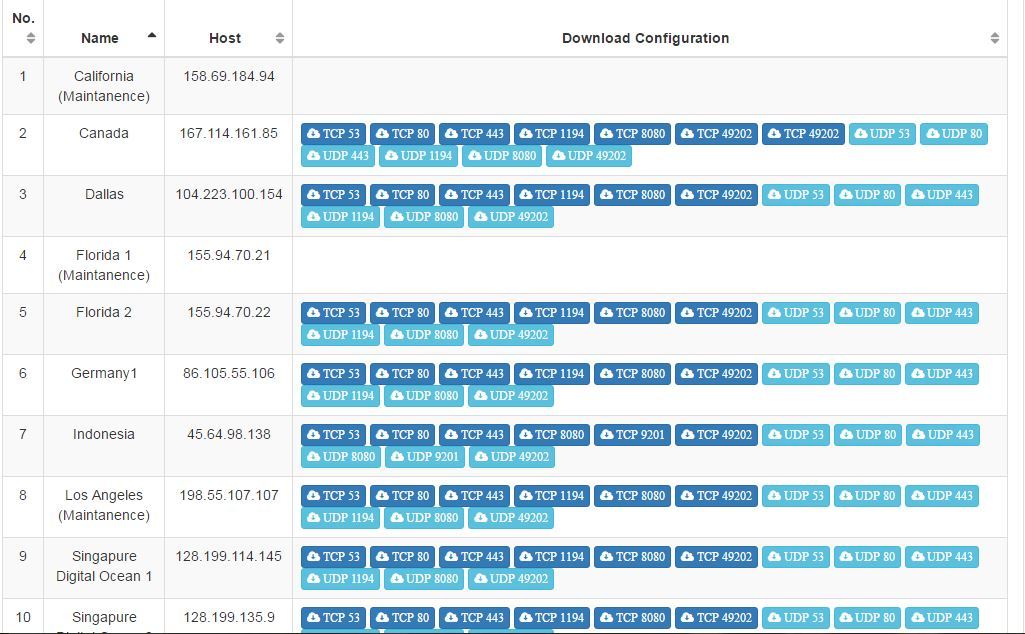 No.
Name Host Download Configuration
1 California 158.69.184.94
(Maintanence)
2 Canada 167.114.161.85 TCP 53 TCP 80 TCP 443 TCP 1194 TCP 8080 TCP 49202 TCP 49202 UDP 53 UDP 80
UDP 443 UDP 1194 UDP 8080 UDP 49202
3 Dallas 104.223.100.154 TCP 53 TCP 80 TCP 443 TCP 1194 TCP 8080 TCP 49202 UDP 53 UDP 80 UDP 443
UDP 1194 UDP 8080 UDP 49202
4 Florida 1 155.94.70.21
(Maintanence)
5 Florida 2 155.94.70.22 TCP 53 TCP 80 TCP 443 TCP 1194 TCP 8080 TCP 49202 UDP 53 UDP 80 UDP 443
UDP 1194 UDP 8080 UDP 49202
6 Germany1 86.105.55.106 TCP 53 TCP 80 TCP 443 TCP 1194 TCP 8080 TCP 49202 UDP 53 UDP 80 UDP 443
UDP 1194 UDP 8080 UDP 49202
7 Indonesia 45.64.98.138 TCP 53 TCP 80 TCP 443 TCP 8080 TCP 9201 TCP 49202 UDP 53 UDP 80 UDP 443
UDP 8080 UDP 9201 UDP 49202
8 Los Angeles 198.55.107.107 TCP 53 TCP 80 TCP 443 TCP 1194 TCP 8080 TCP 49202 UDP 53 UDP 80 UDP 443
(Maintanence) UDP 1194 UDP 8080 UDP 49202
9 Singapure 128.199.114.145 TCP 53 TCP 80 TCP 443 TCP 1194 TCP 8080 TCP 49202 UDP 53 UDP 80 UDP 443
Digital Ocean 1 UDP 1194 UDP 8080 UDP 49202
10 Singapure 128.199.135.9 TCP 53 TCP 80 TCP 443 TCP 1194 TCP 8080 TCP 49202 UDP 53 UDP 80 UDP 443